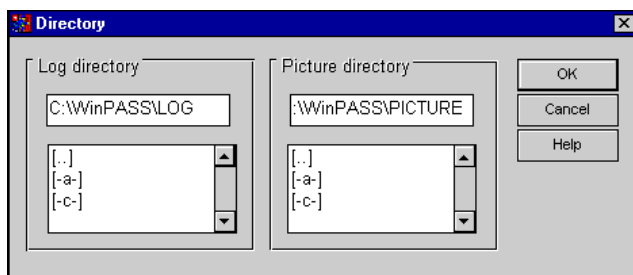 Directory
Log directory
C:\WinPASS\LOG
[..]
[-a-]
[-c-]
Picture directory
:\WinPASS\PICTURE
[..]
[-a-]
[-c-]
OK
Cancel
Help